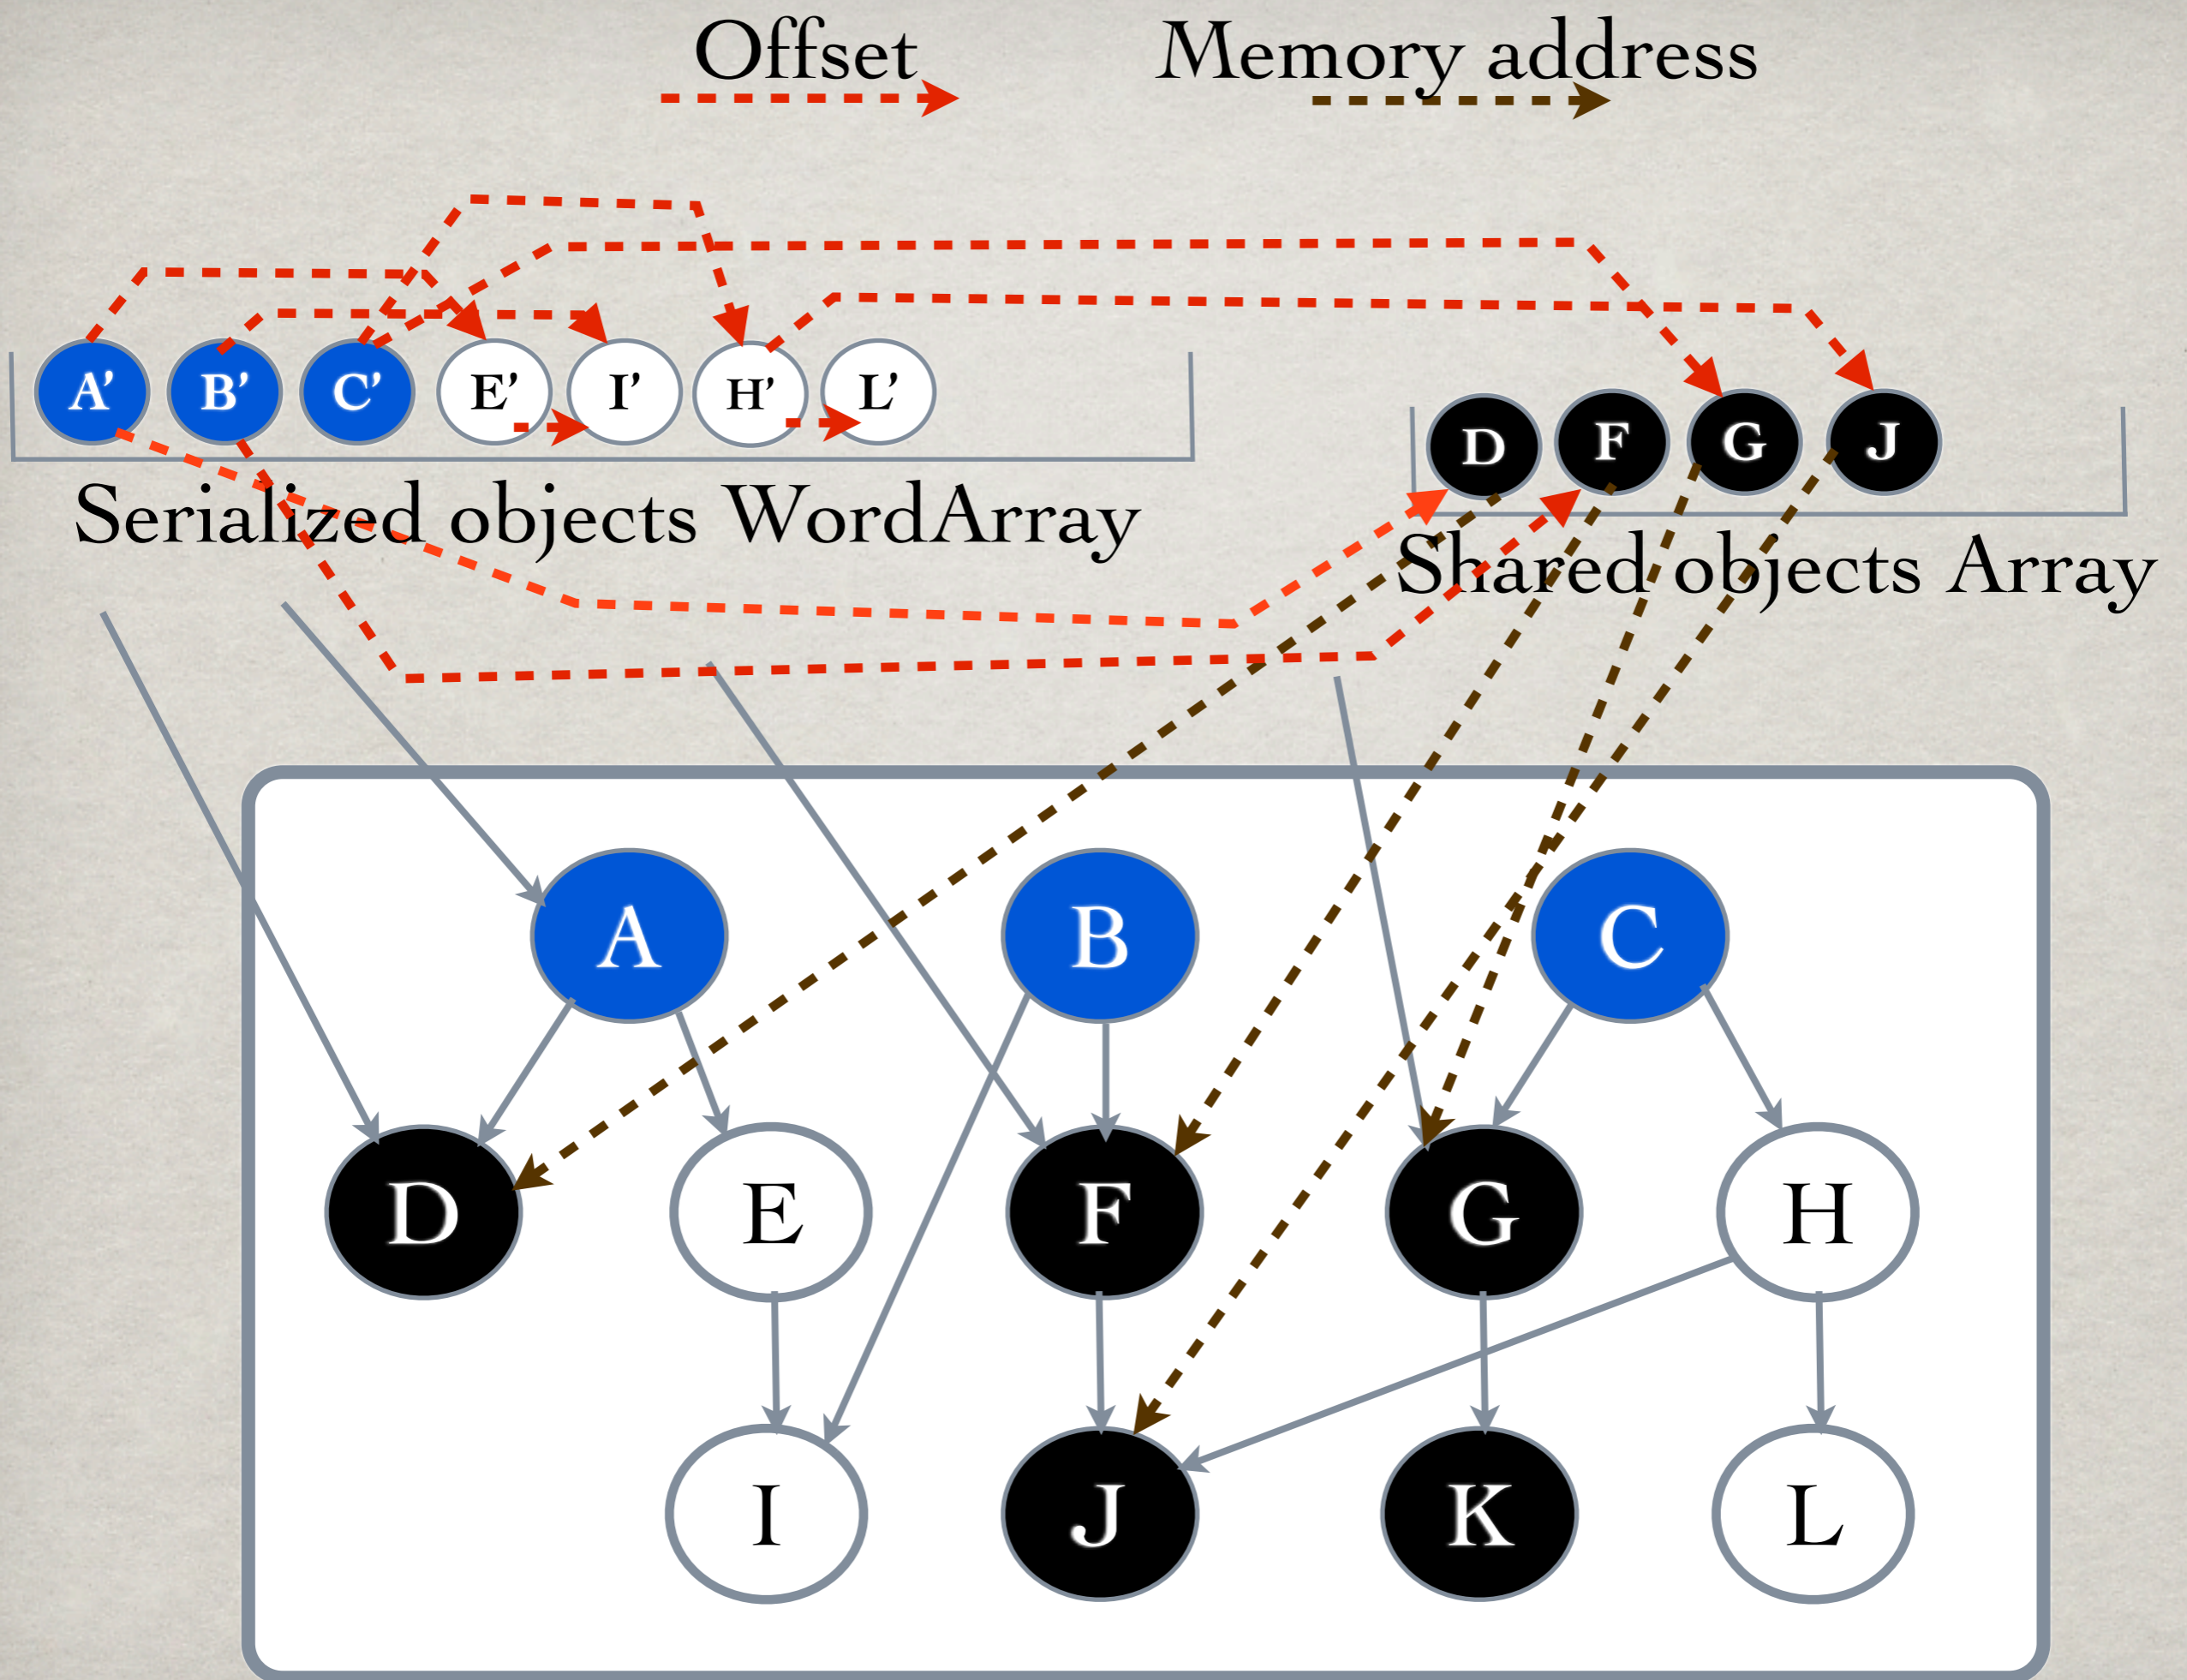 Offset Memory address
A’ B’ C’ E’ I’ H’ L’
D F G J
Serialized objects WordArray
Shared objects Array
A B C
D E F G H
I J K L